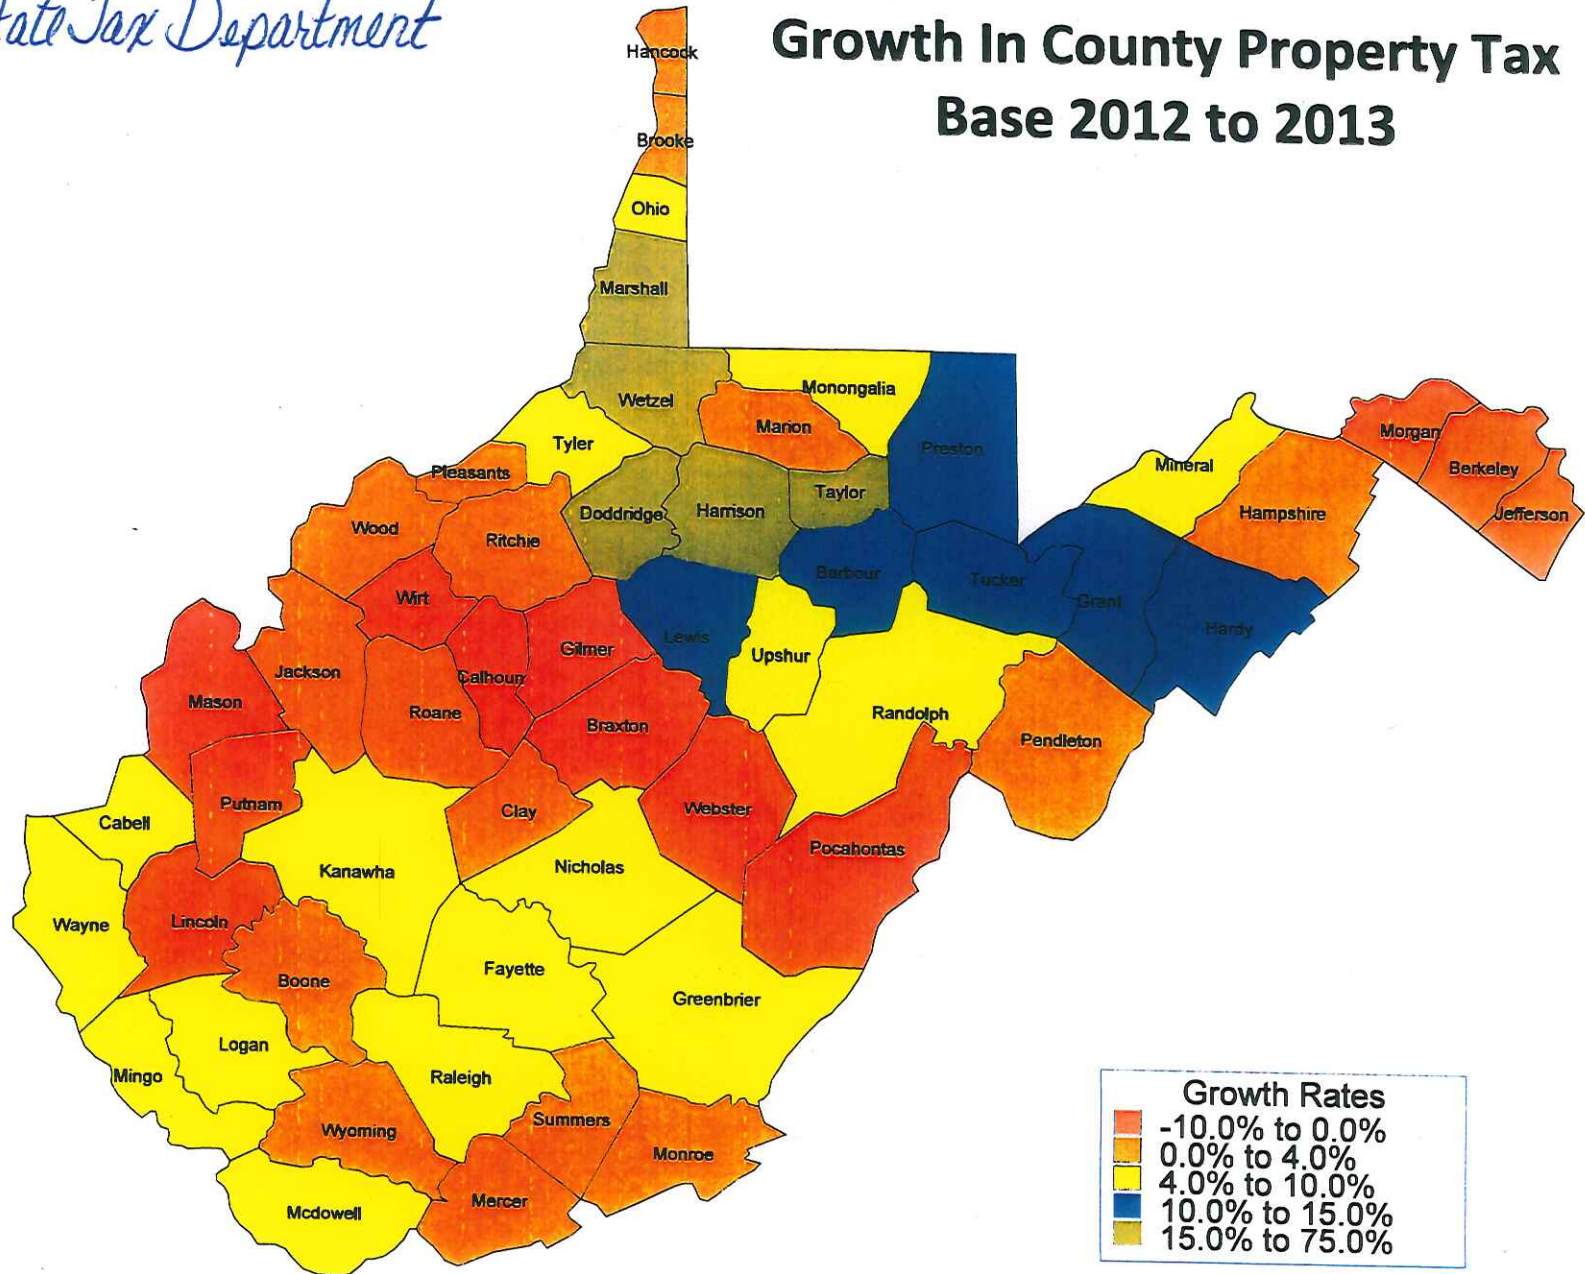 tate Tax Department
Growth In County Property Tax
Base 2012 to 2013
Hancock
Brooke
Ohio
Marshall
Wetzel
Monongalia
Marion
Tyler
Preston
Morgan
Mineral
Berkeley
Pleasants
Taylor
Doddridge
Harrison
Hampshire
Jefferson
Wood
Ritchie
Barbour
Tucker
Grant
Hardy
Wirt
Lewis
Gilmer
Upshur
Jackson
Calhoun
Mason
Roane
Braxton
Randolph
Pendleton
Putnam
Clay
Webster
Cabell
Pocahontas
Kanawha
Nicholas
Wayne
Lincoln
Fayette
Boone
Greenbrier
Logan
Mingo
Raleigh
Summers
Wyoming
Monroe
Mercer
Mcdowell
Growth Rates
-10.0% to 0.0%
0.0% to 4.0%
4.0% to 10.0%
10.0% to 15.0%
15.0% to 75.0%